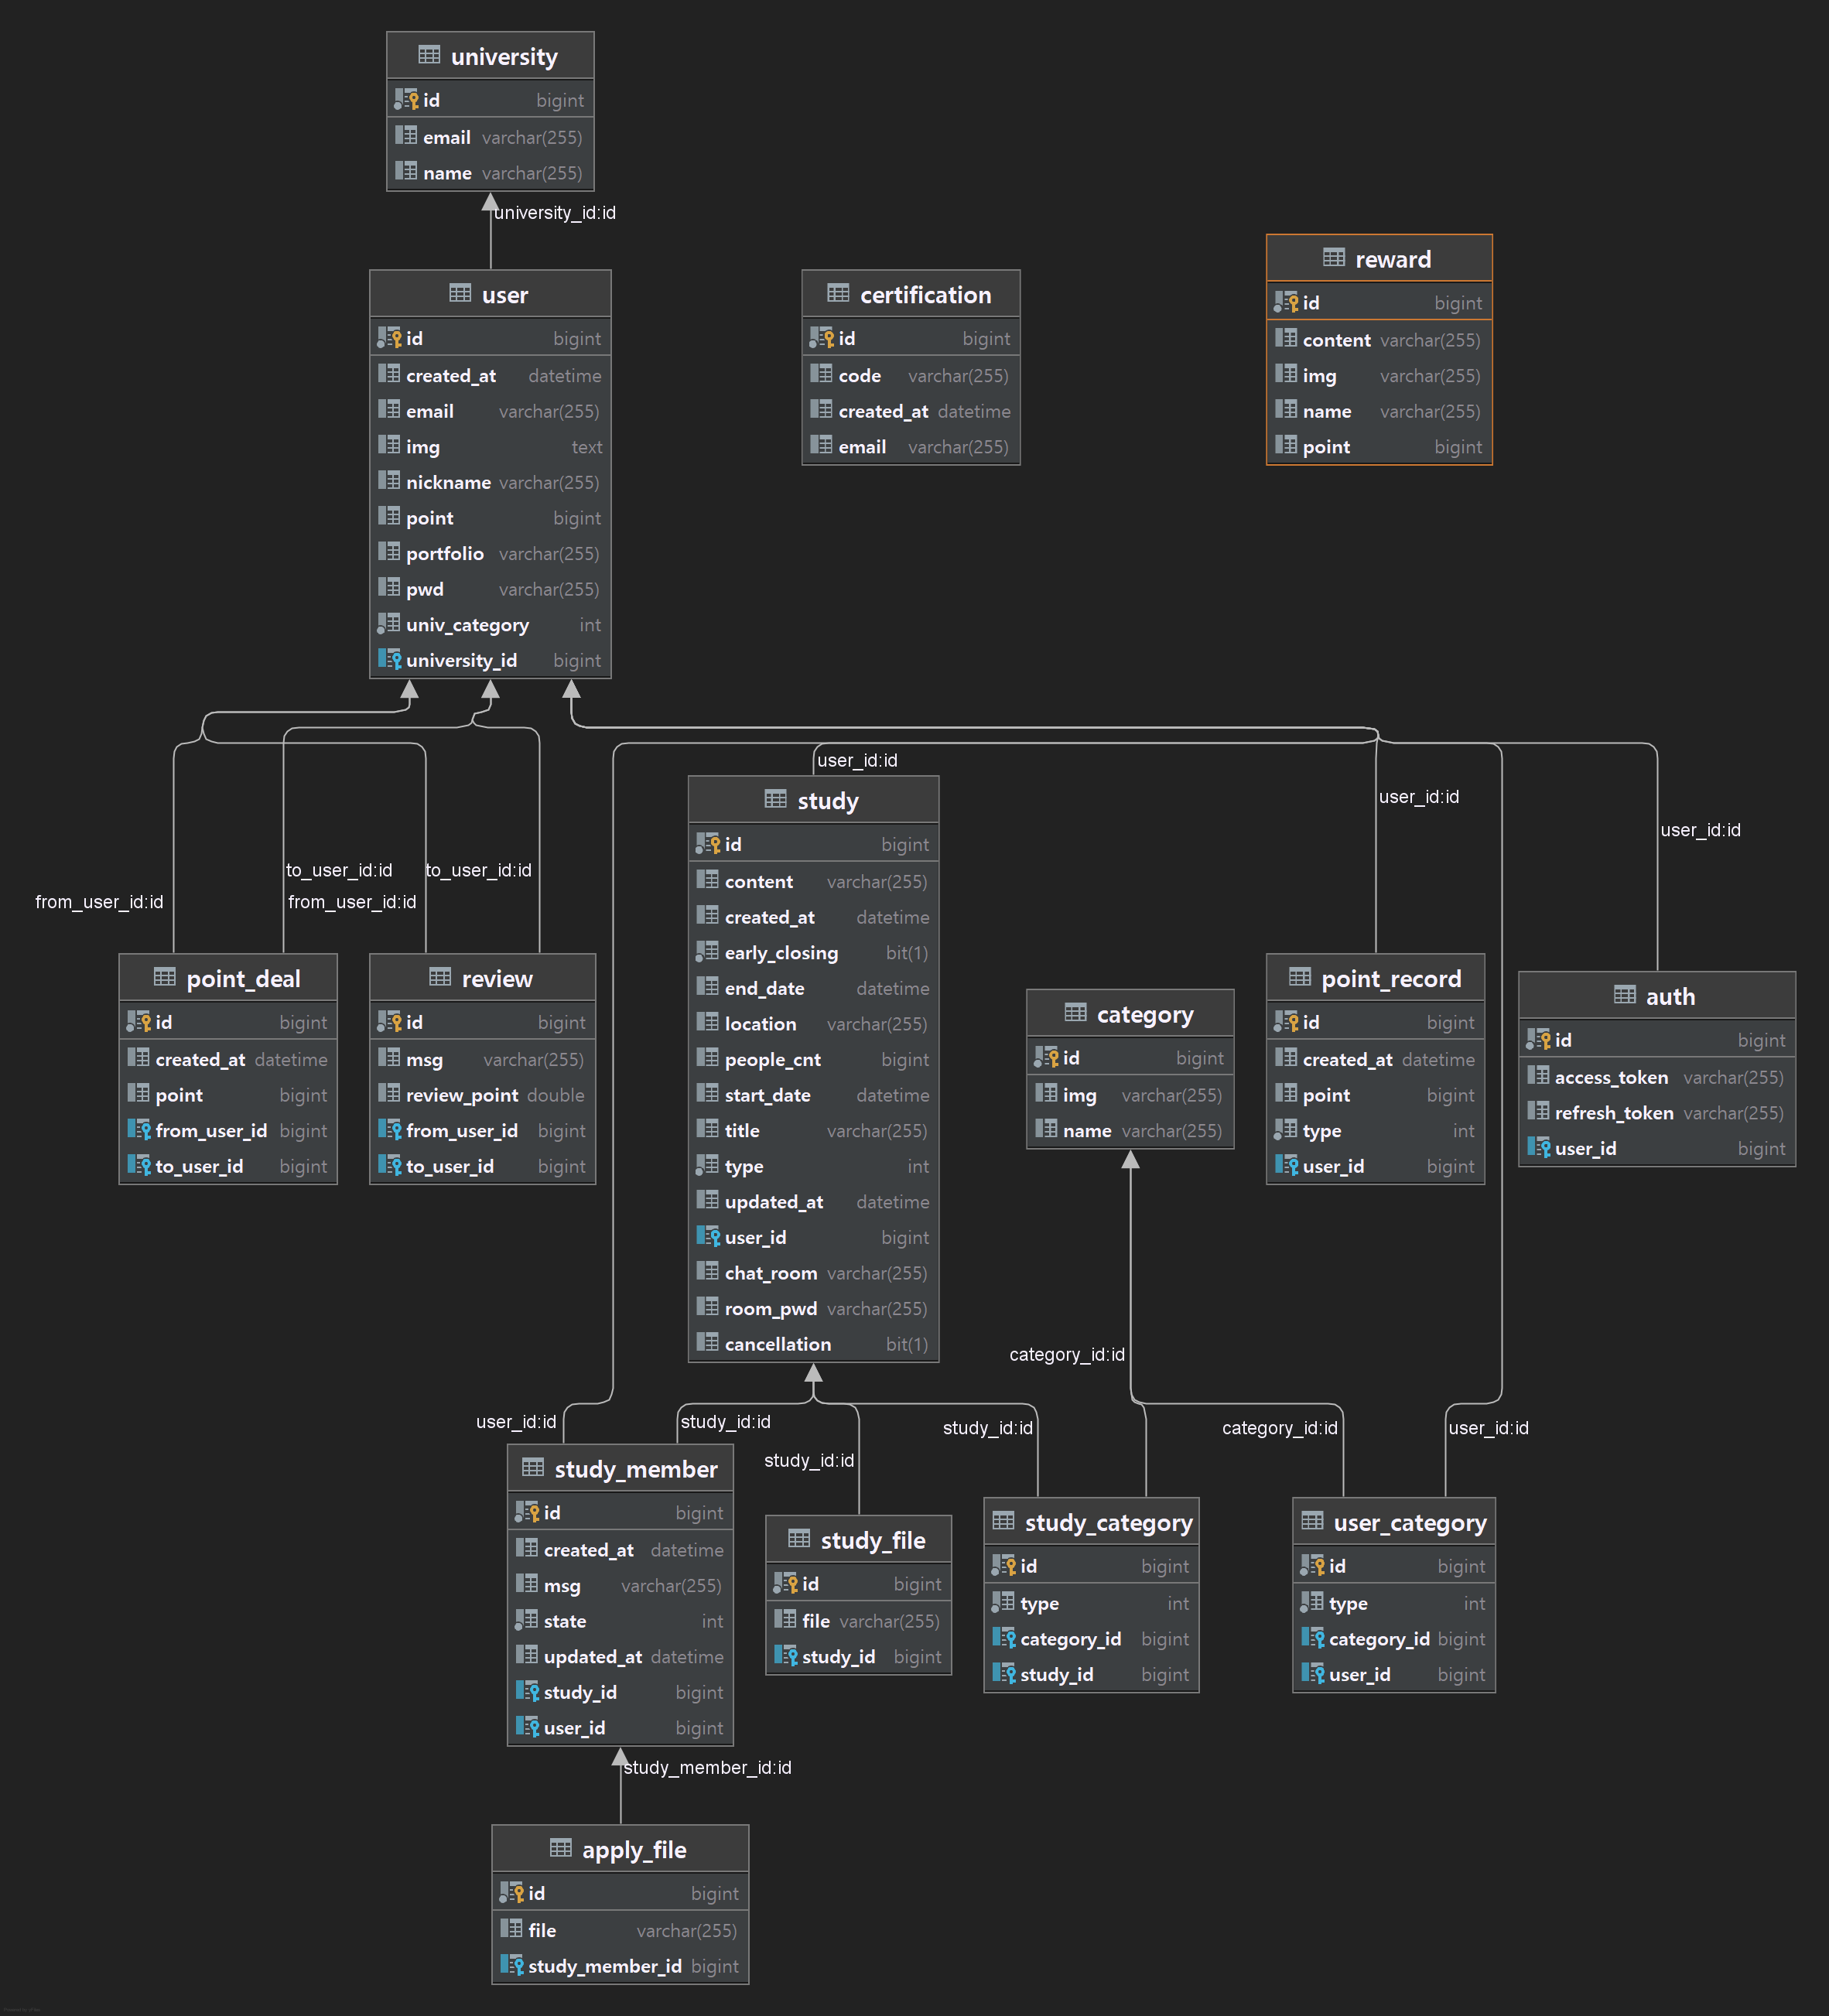 university
id bigint
email varchar(255)
name varchar(255)
university_id:id
user
id bigint
created_at datetime
email varchar(255)
img text
nickname varchar(255)
point bigint
portfolio varchar(255)
pwd varchar(255)
univ_category int
university_id bigint
certification
id bigint
code varchar(255)
created_at datetime
email varchar(255)
reward
id bigint
content varchar(255)
img varchar(255)
name varchar(255)
point bigint
user_id:id
user_id:id
user_id:id
to_user_id:id
to_user_id:id
from_user_id:id
from_user_id:id
point_deal
id bigint
created_at datetime
point bigint
from_user_id bigint
to_user_id bigint
review
id bigint
msg varchar(255)
review_point double
from_user_id bigint
to_user_id bigint
study
id bigint
content varchar(255)
created_at datetime
early_closing bit(1)
end_date datetime
location varchar(255)
people_cnt bigint
start_date datetime
title varchar(255)
type int
updated_at datetime
user_id bigint
chat_room varchar(255)
room_pwd varchar(255)
cancellation bit(1)
category
id bigint
img varchar(255)
name varchar(255)
point_record
id bigint
created_at datetime
point bigint
type int
user_id bigint
auth
id bigint
access_token varchar(255)
refresh_token varchar(255)
user_id bigint
category_id:id
user_id:id
study_id:id
study_id:id
study_id:id
category_id:id
user_id:id
study_member
id bigint
created_at datetime
msg varchar(255)
state int
updated_at datetime
study_id bigint
user_id bigint
study_file
id bigint
file varchar(255)
study_id bigint
study_category
id bigint
type int
category_id bigint
study_id bigint
user_category
id bigint
type int
category_id bigint
user_id bigint
study_member_id:id
apply_file
id bigint
file varchar(255)
study_member_id bigint